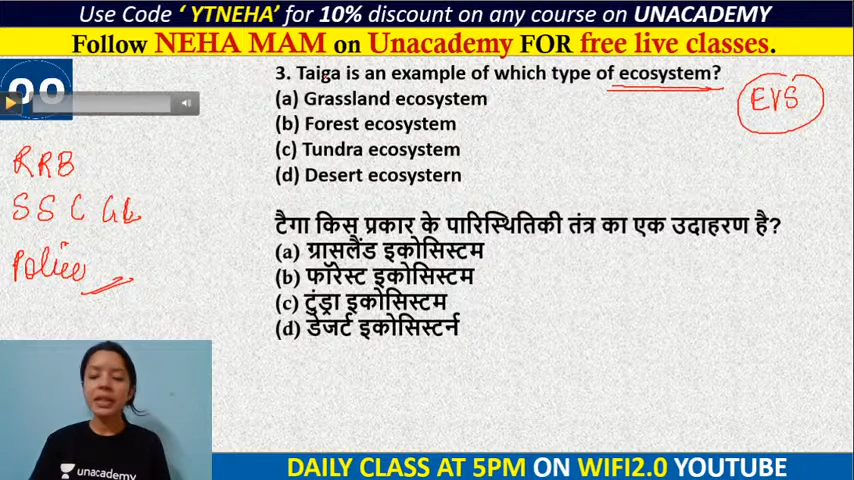 Use Code ‘ YTNEHA’ for 10% discount on any course on UNACADEMY
Follow NEHA MAM on Unacademy FOR free live classes.
00
3. Taiga is an example of which type of ecosystem?
(a) Grassland ecosystem
(b) Forest ecosystem
(c) Tundra ecosystem
(d) Desert ecosystern
EVS
RRB
SSC GD
Police
टैगा किस प्रकार के पारिस्थितिकी तंत्र का एक उदाहरण है?
(a) ग्रासलैंड इकोसिस्टम
(b) फॉरेस्ट इकोसिस्टम
(c) टुंड्रा इकोसिस्टम
(d) डेजर्ट इकोसिस्टर्न
unacademy
DAILY CLASS AT 5PM ON WIFI2.0 YOUTUBE